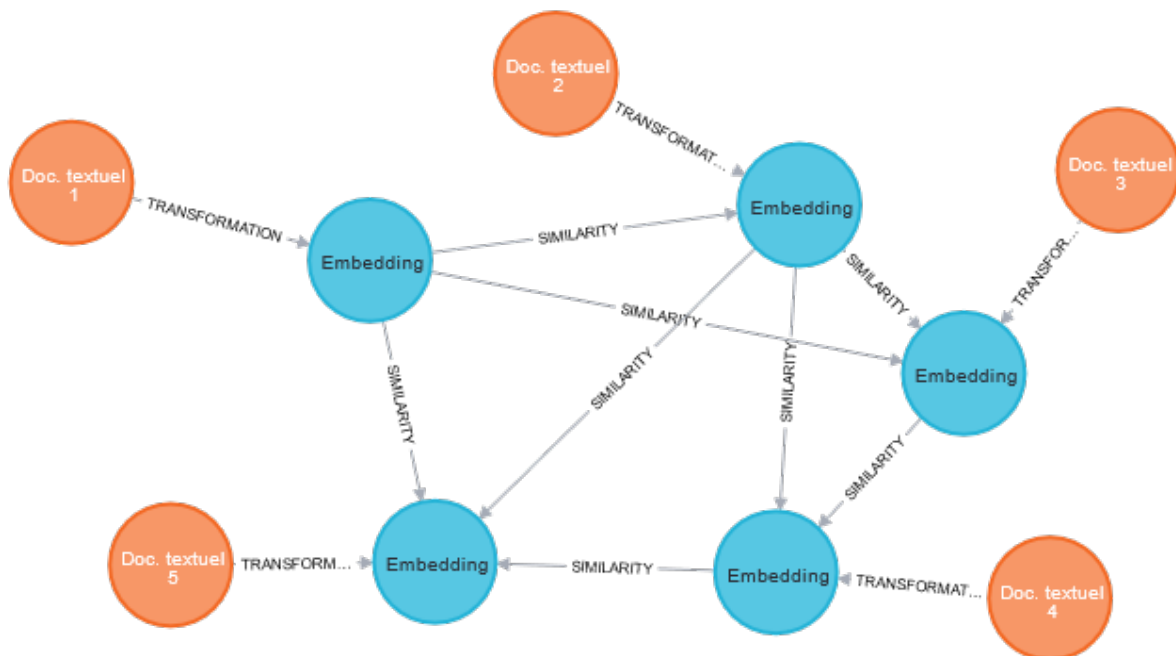 Doc. textuel
2
Doc. textuel
1
Doc. textuel
3
TRANSFORMAT...
TRANSFORMATION
Embedding
SIMILARITY
Embedding
SIMILARITY
TRANSFOR...
SIMILARITY
Embedding
SIMILARITY
SIMILARITY
SIMILARITY
SIMILARITY
Doc. textuel
5
TRANSFORM...
Embedding
SIMILARITY
Embedding
TRANSFORMAT...
Doc. textuel
4